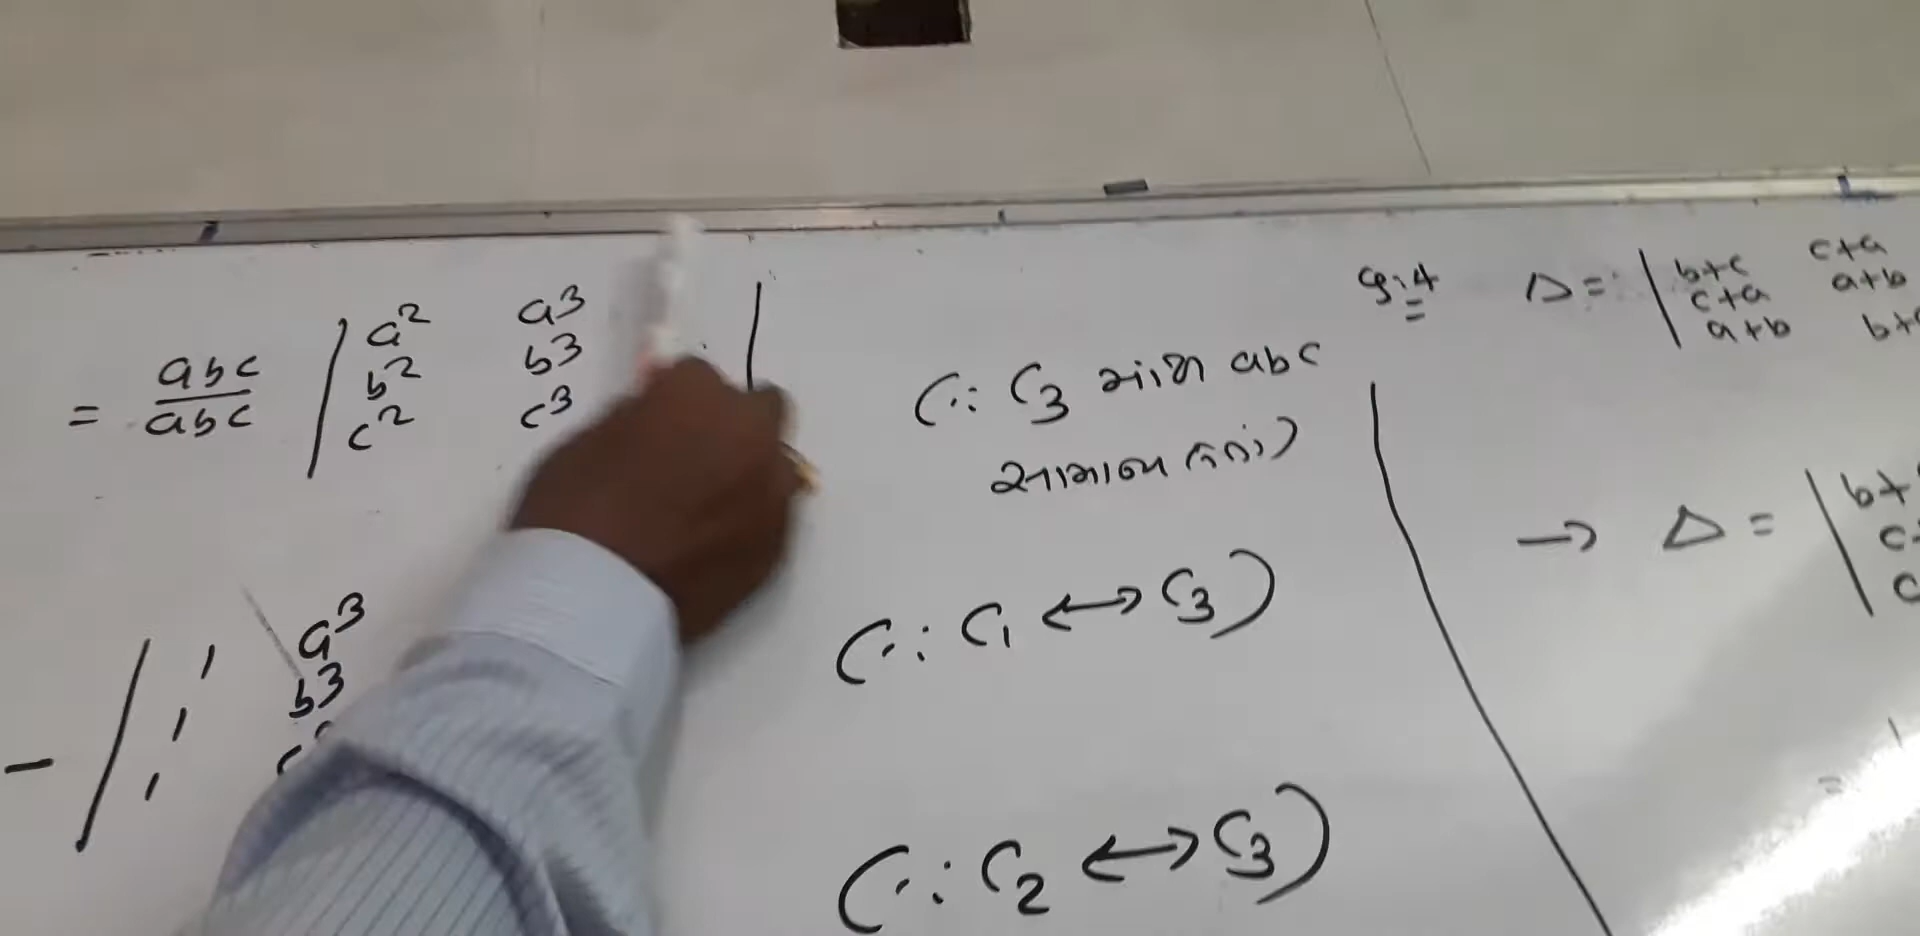 = abc/abc | a² a³ |
b² b³
c² c³
(∵ C₃ માંથી abc
સામાન્ય લેતાં)
- | 1 a³
1 b³
1
(∵ C₁ ↔ C₃)
(∵ C₂ ↔ C₃)
Δ = | b+c c+a
c+a a+b
a+b
→ Δ = |